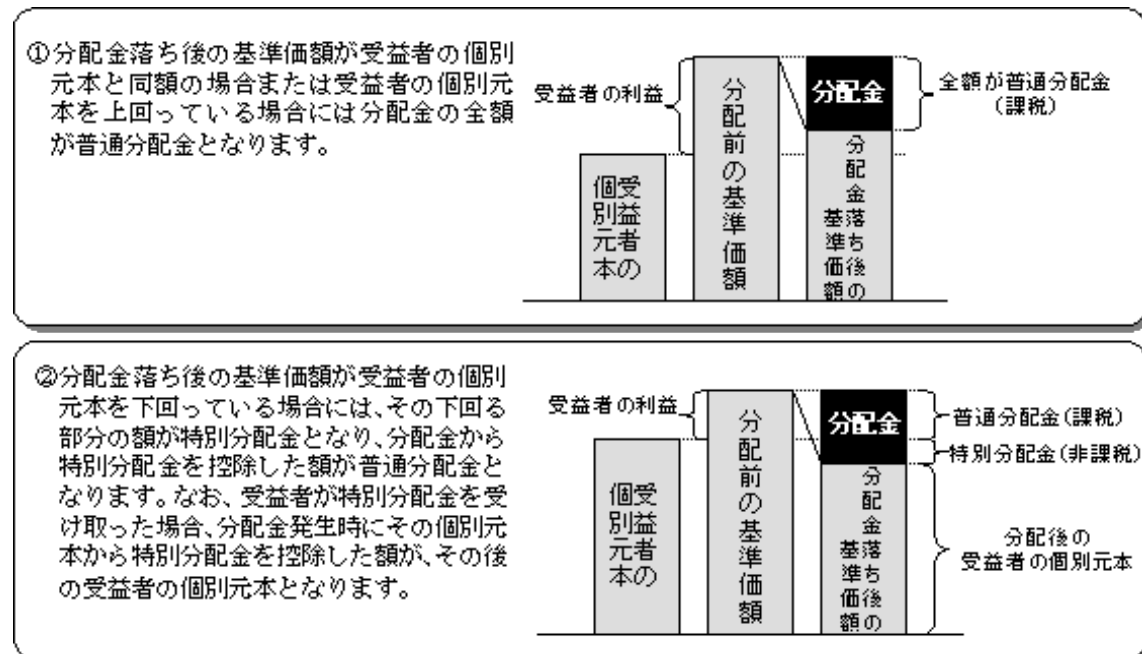 ①分配金落ち後の基準価額が受益者の個別
元本と同額の場合または受益者の個別元
本を上回っている場合には分配金の全額
が普通分配金となります。
受益者の利益
受益者の
個別元本
分配前の基準価額
分配金
分配金落ち後の
基準価額
全額が普通分配金
(課税)
②分配金落ち後の基準価額が受益者の個別
元本を下回っている場合には、その下回る
部分の額が特別分配金となり、分配金から
特別分配金を控除した額が普通分配金と
なります。なお、受益者が特別分配金を受
け取った場合、分配金発生時にその個別元
本から特別分配金を控除した額が、その後
の受益者の個別元本となります。
受益者の利益
受益者の
個別元本
分配前の基準価額
分配金
分配金落ち後の
基準価額
普通分配金(課税)
特別分配金(非課税)
分配後の
受益者の個別元本